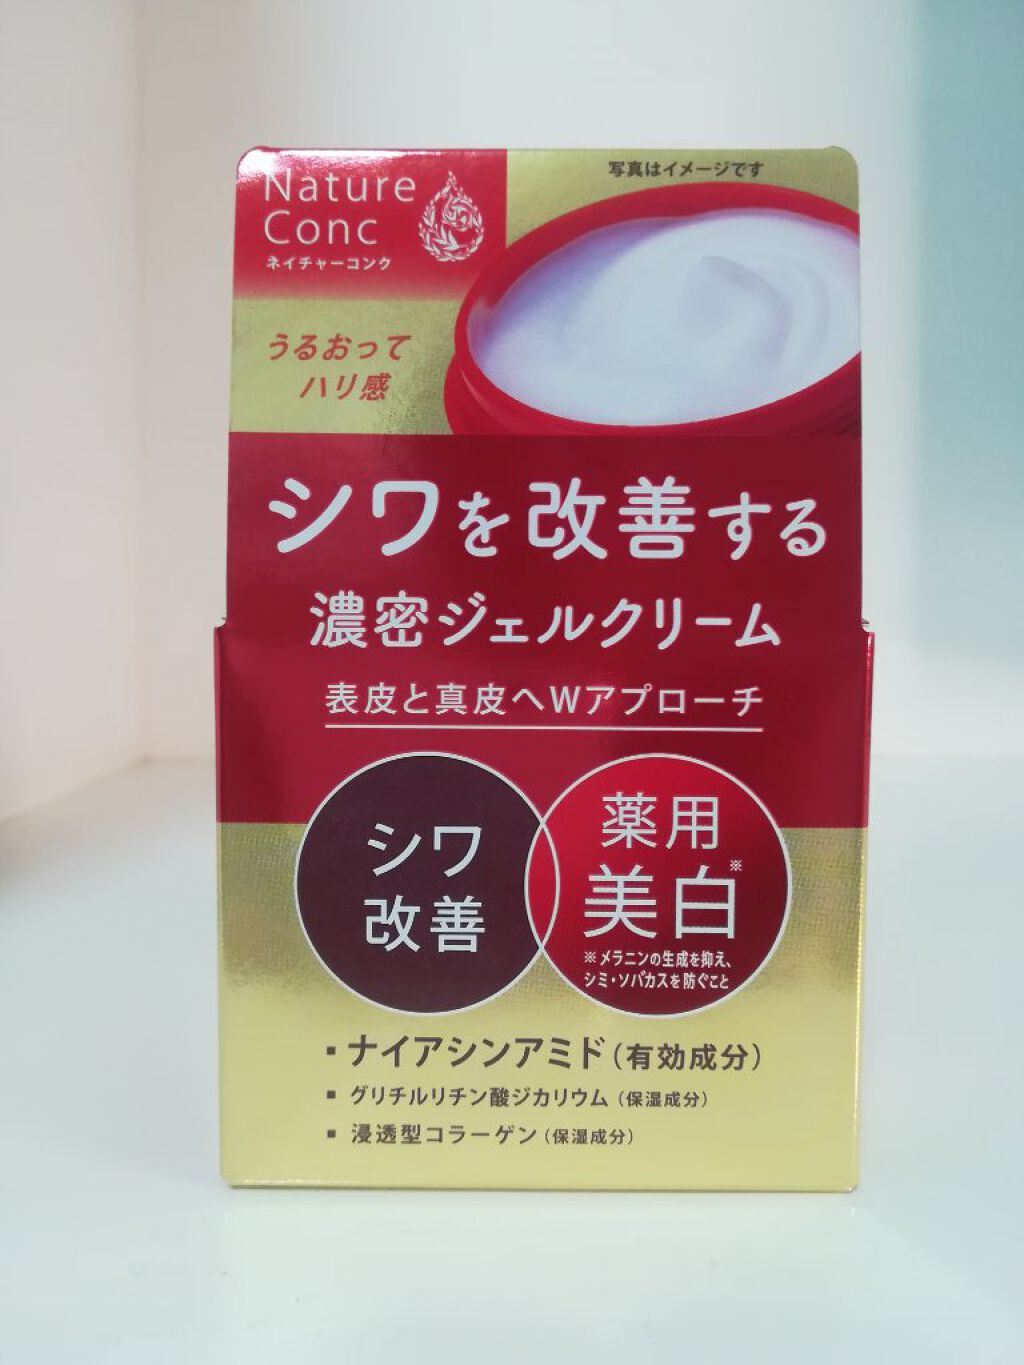 Nature
Conc
ネイチャーコンク
写真はイメージです
うるおって
ハリ感
シワを改善する
濃密ジェルクリーム
表皮と真皮へWアプローチ
シワ
改善
薬用
美白※
※メラニンの生成を抑え、
シミ・ソバカスを防ぐこと
▪ ナイアシンアミド(有効成分)
▪ グリチルリチン酸ジカリウム(保湿成分)
▪ 浸透型コラーゲン(保湿成分)